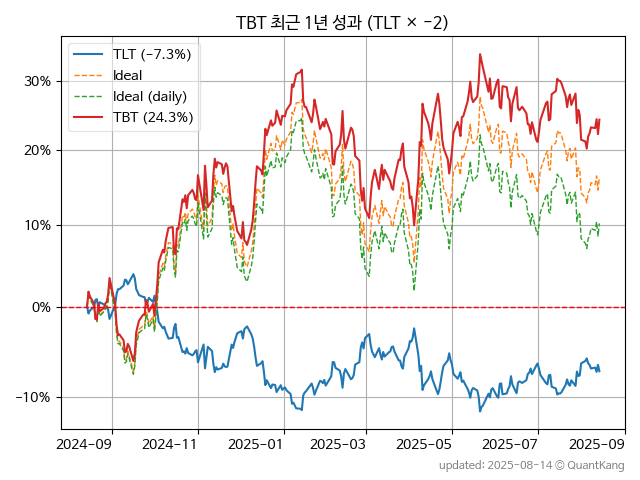 TBT 최근 1년 성과 (TLT × −2)
TLT (−7.3%)
Ideal
Ideal (daily)
TBT (24.3%)
30%
20%
10%
0%
−10%
2024-09
2024-11
2025-01
2025-03
2025-05
2025-07
2025-09
updated: 2025-08-14 © QuantKang